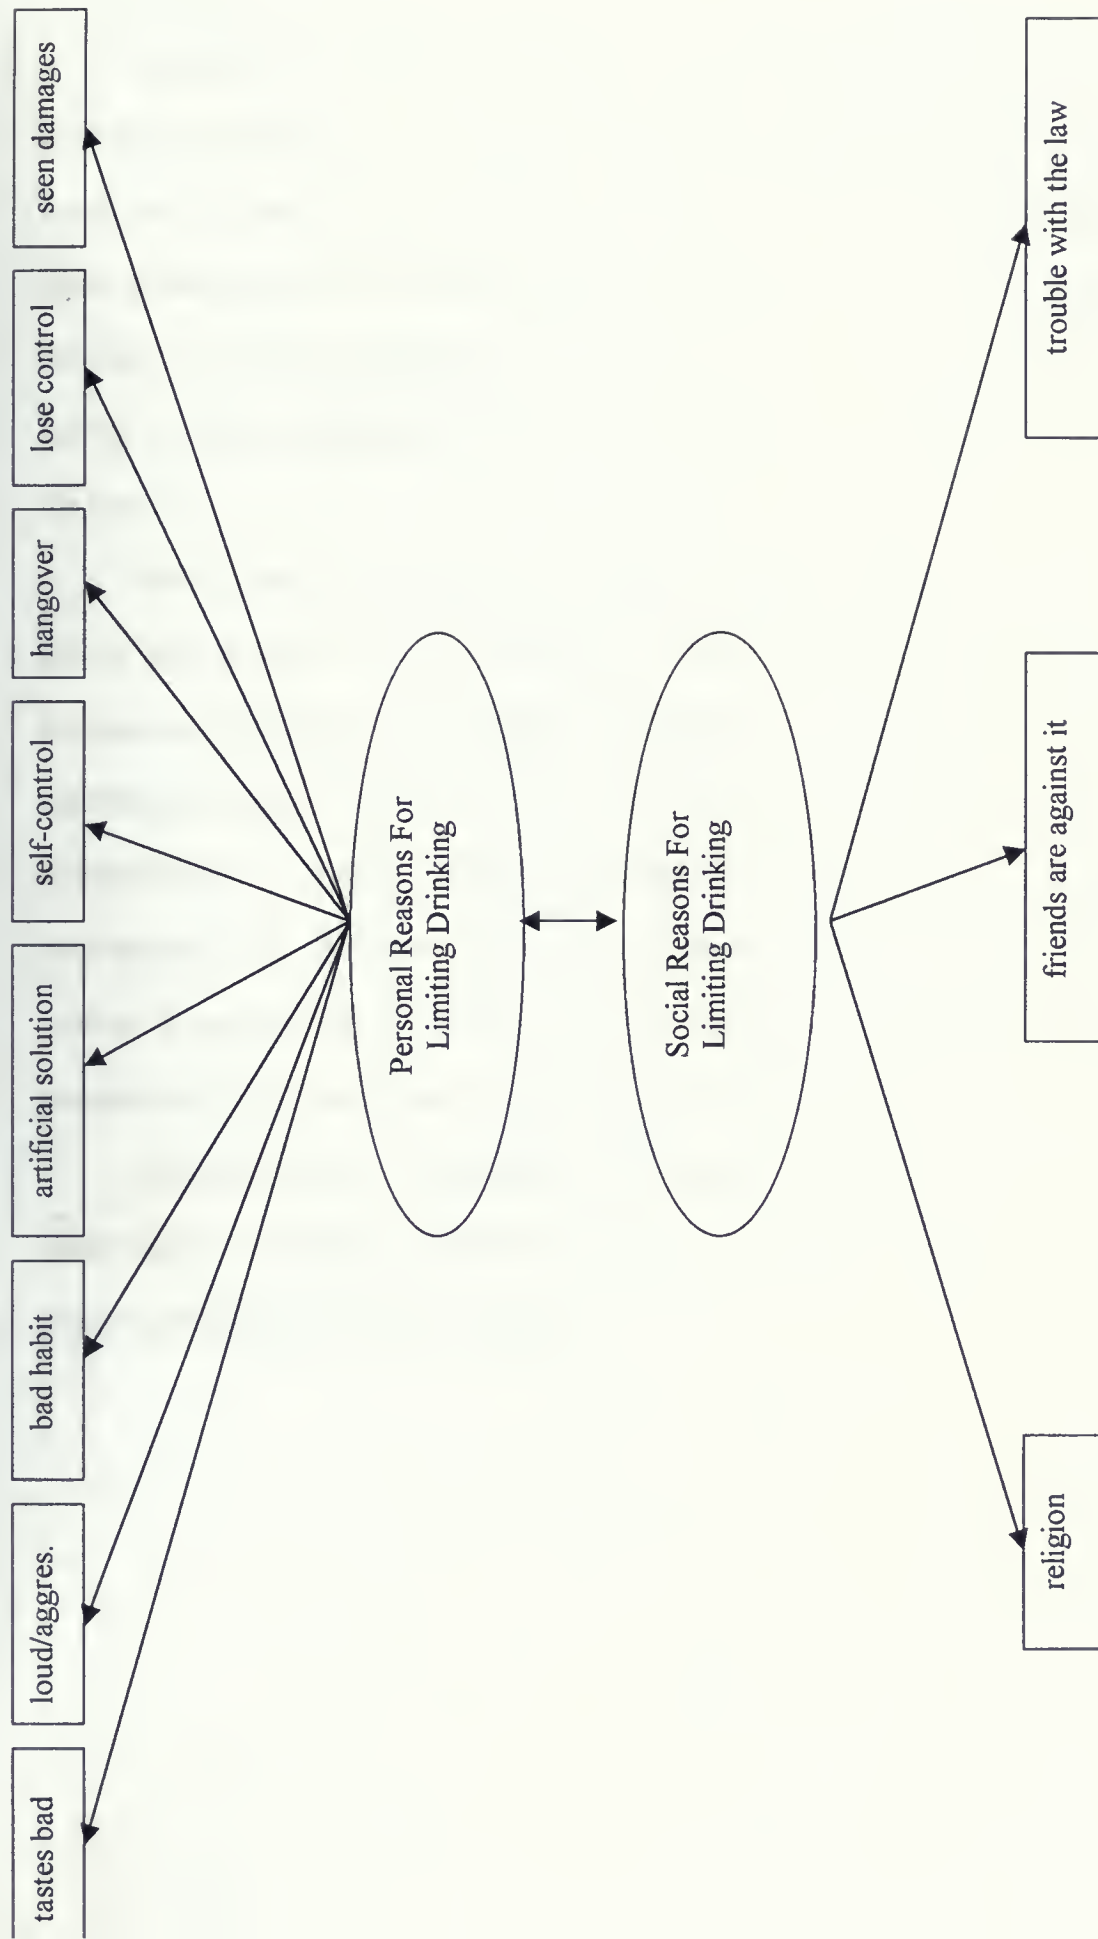 tastes bad
loud/aggres.
bad habit
artificial solution
self-control
hangover
lose control
seen damages
Personal Reasons For
Limiting Drinking
Social Reasons For
Limiting Drinking
religion
friends are against it
trouble with the law